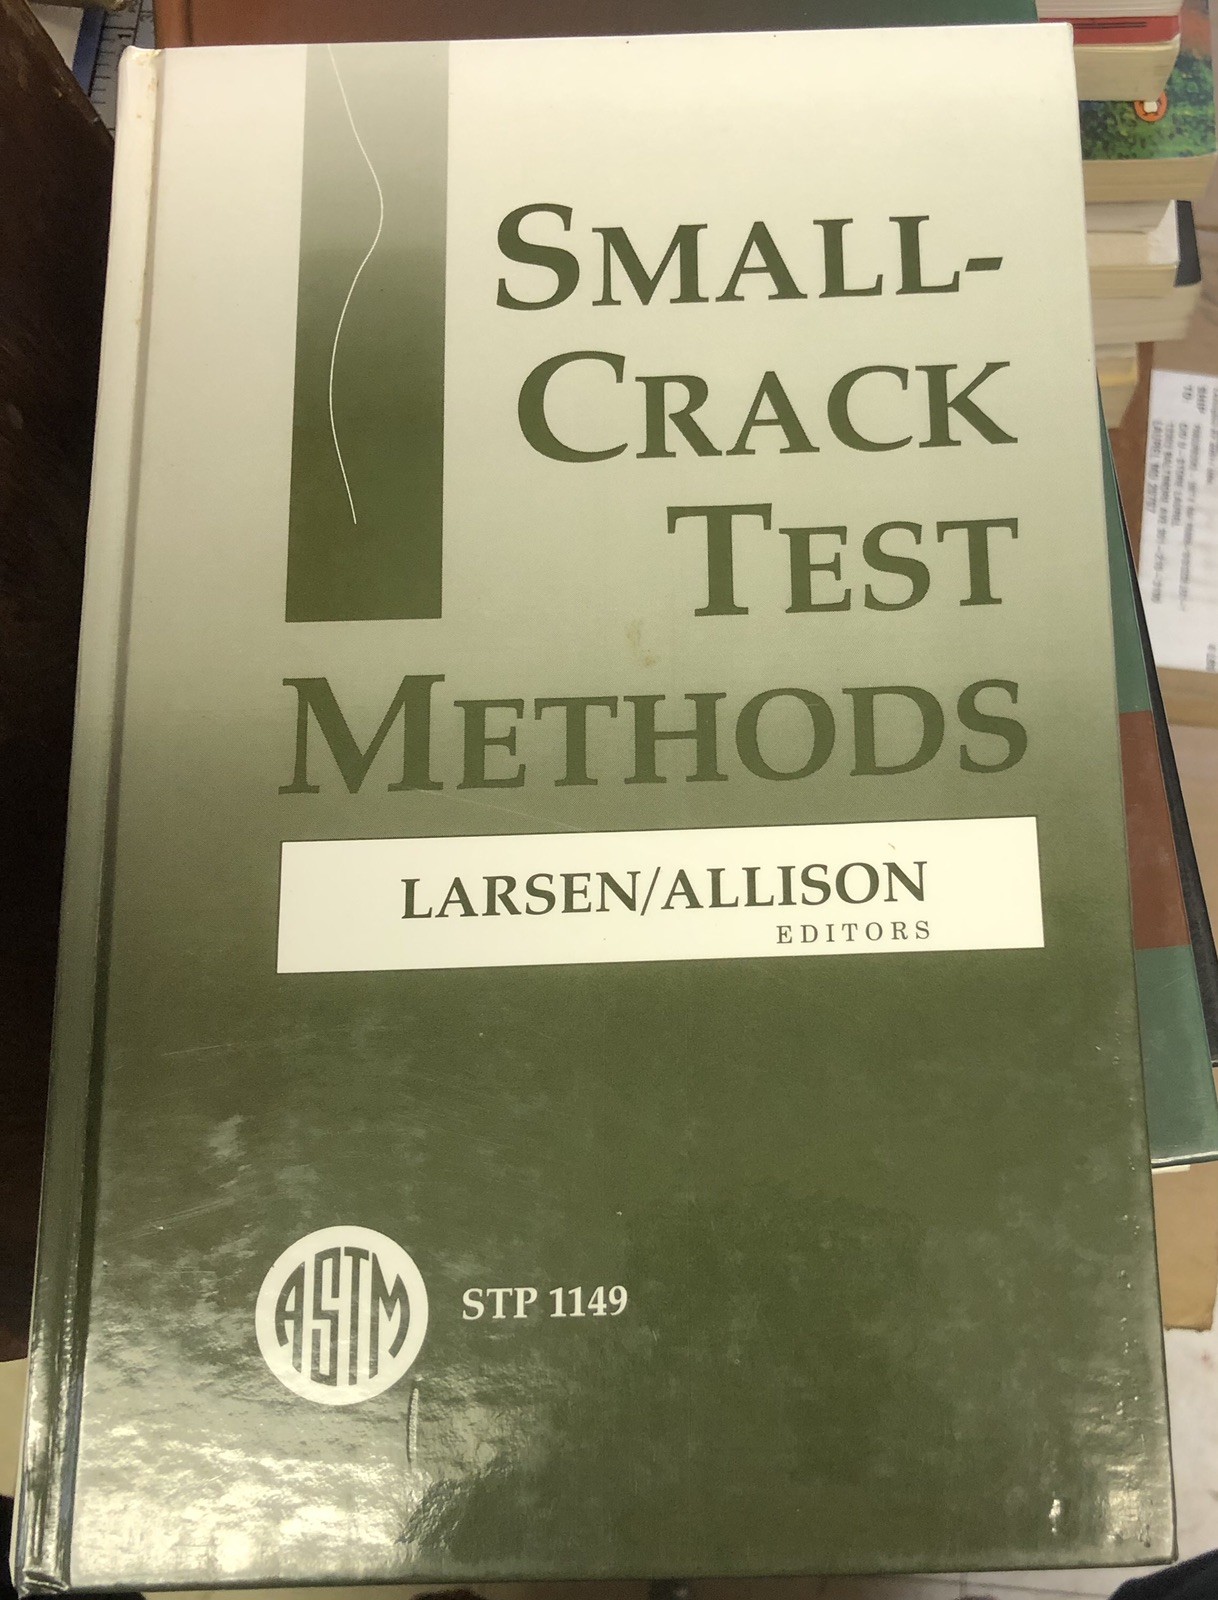 SMALL-
CRACK
TEST
METHODS
LARSEN/ALLISON
EDITORS
ASTM
STP 1149